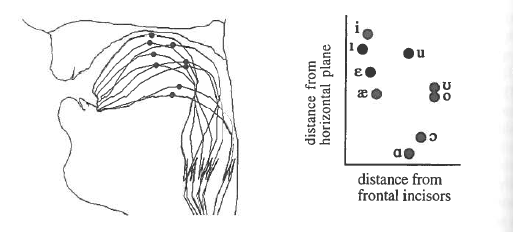 i
ɪ
u
ɛ
æ
ʊ
o
ɔ
ɑ
distance from
horizontal plane
distance from
frontal incisors